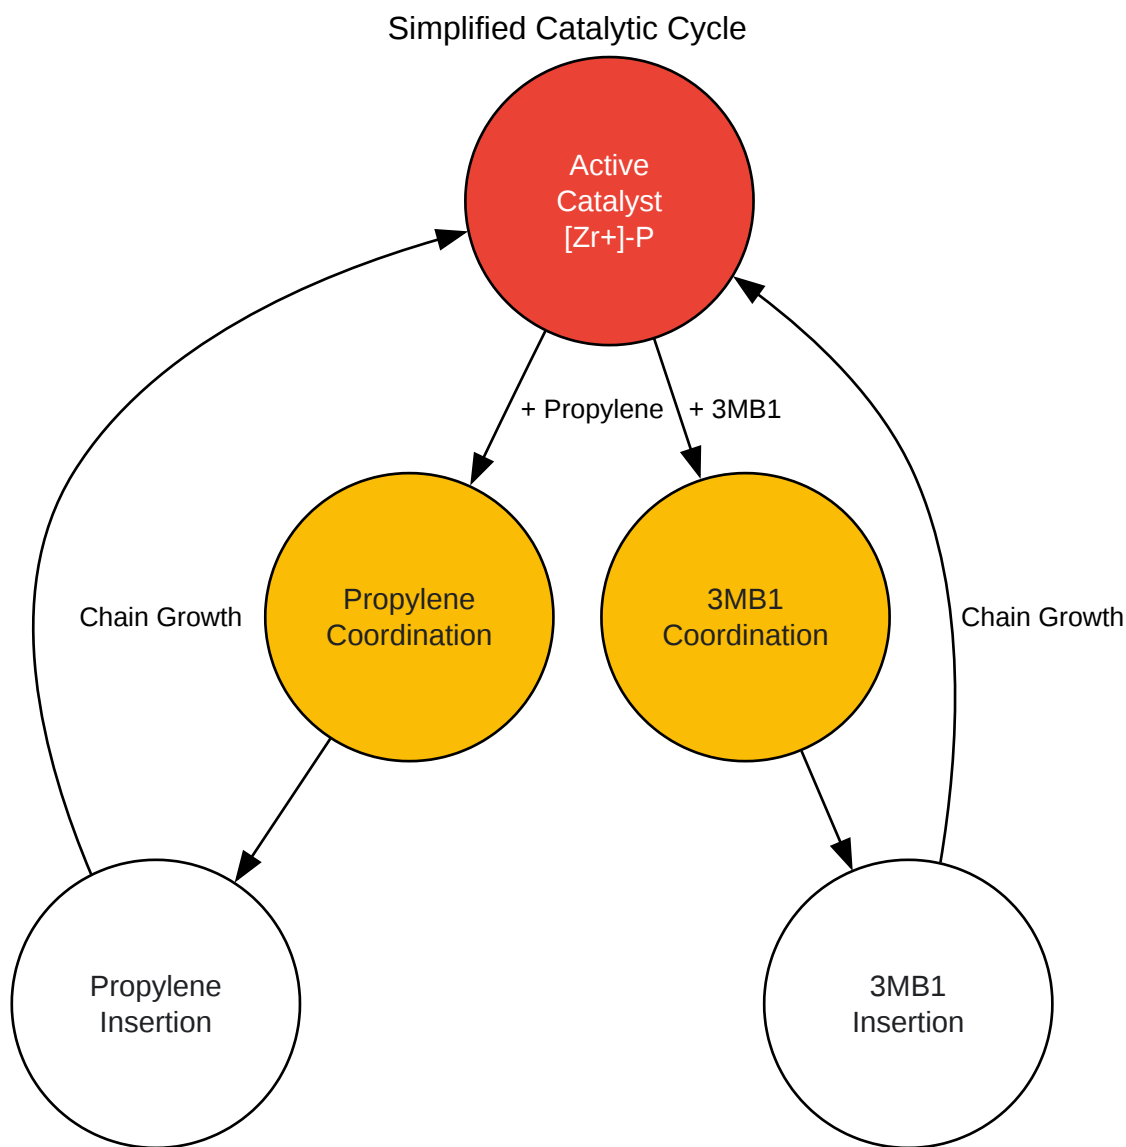 Simplified Catalytic Cycle
Active
Catalyst
[Zr+]-P
+ Propylene
+ 3MB1
Chain Growth
Propylene
Coordination
3MB1
Coordination
Chain Growth
Propylene
Insertion
3MB1
Insertion